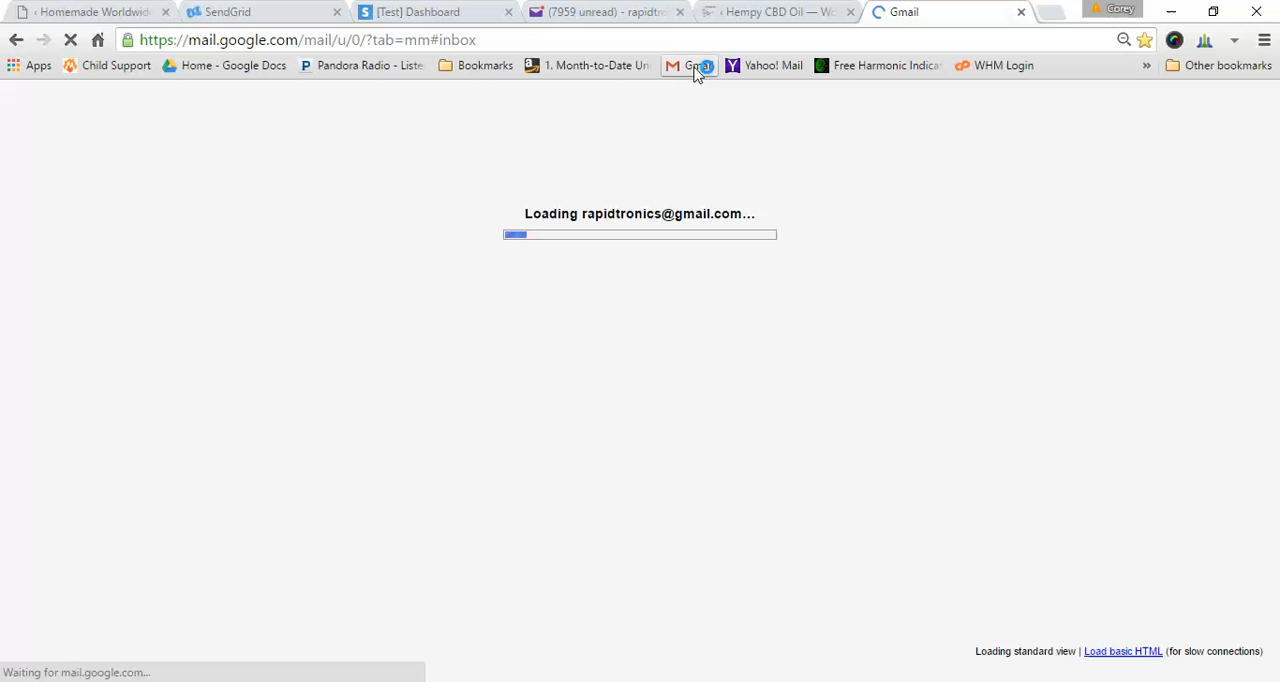 ‹ Homemade Worldwid
SendGrid
[Test] Dashboard
(7959 unread) - rapidtro
‹ Hempy CBD Oil — Wo
Gmail
Corey
https://mail.google.com/mail/u/0/?tab=mm#inbox
Apps
Child Support
Home - Google Docs
Pandora Radio - Liste
Bookmarks
1. Month-to-Date Un
Gmail
Yahoo! Mail
Free Harmonic Indica
WHM Login
»
Other bookmarks
Loading rapidtronics@gmail.com…
Loading standard view | Load basic HTML (for slow connections)
Waiting for mail.google.com...